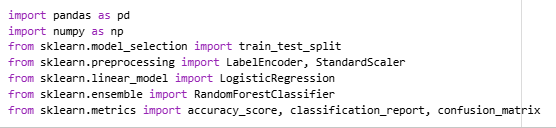 import pandas as pd
import numpy as np
from sklearn.model_selection import train_test_split
from sklearn.preprocessing import LabelEncoder, StandardScaler
from sklearn.linear_model import LogisticRegression
from sklearn.ensemble import RandomForestClassifier
from sklearn.metrics import accuracy_score, classification_report, confusion_matrix